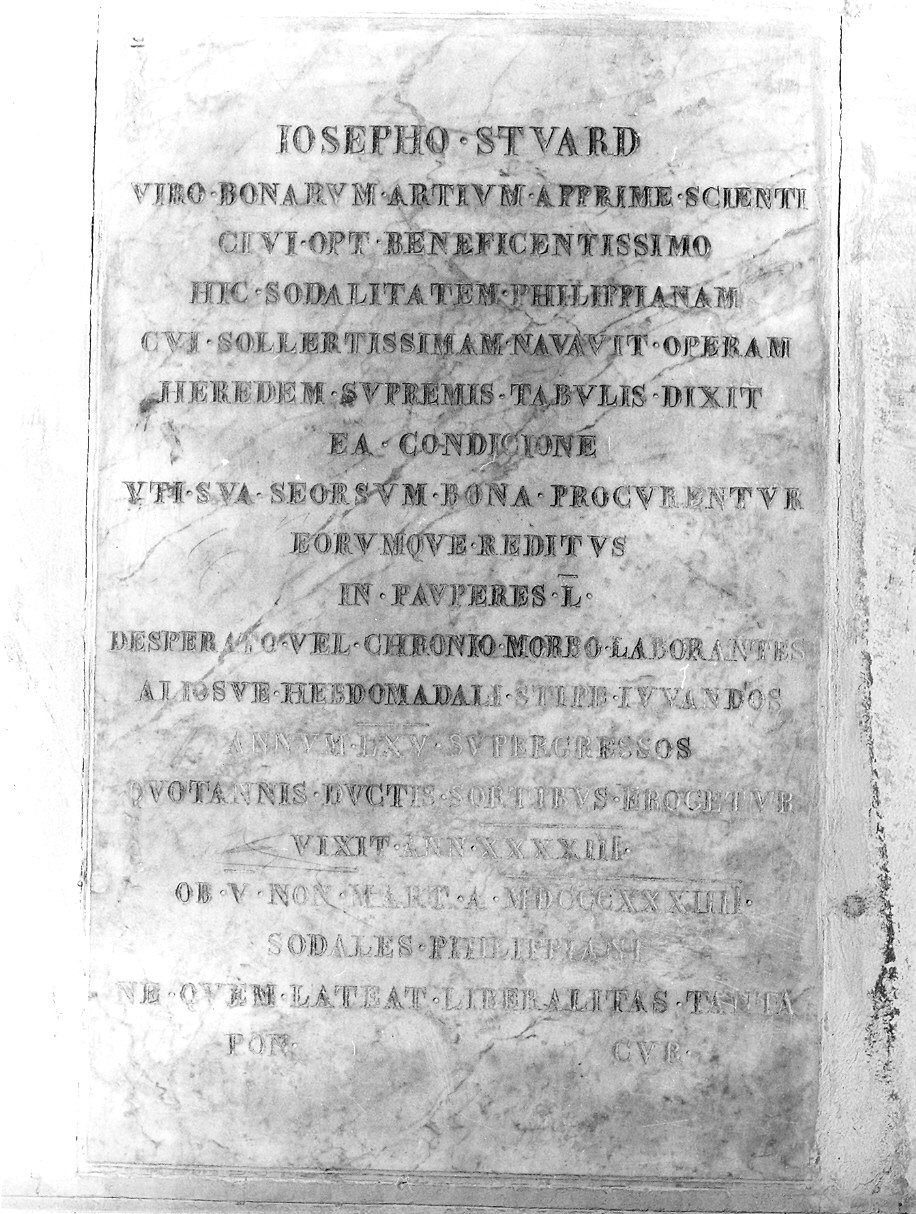 IOSEPHO · STVARD
VIRO · BONARVM · ARTIVM · APPRIME · SCIENTI
CIVI · OPT · BENEFICENTISSIMO
HIC · SODALITATEM · PHILIPPIANAM
CVI · SOLLERTISSIMAM · NAVAVIT · OPERAM
HEREDEM · SVPREMIS · TABVLIS · DIXIT
EA · CONDICIONE
VTI · SVA · SEORSVM · BONA · PROCVRENTVR
EORVMQVE · REDITVS
IN · PAVPERES · L̅ ·
DESPERATO · VEL · CHRONIO · MORBO · LABORANTES
ALIOSVE · HEBDOMADALI · STIPE · IVVANDOS
ANNVM · LXV · SVPERGRESSOS
QVOTANNIS · DVCTIS · SORTIBVS · EROGETVR
VIXIT · ANN · XXXXIIII ·
OB · V · NON · MART · A · MDCCCXXXIIII ·
SODALES · PHILIPPIANI
NE · QVEM · LATEAT · LIBERALITAS · TANTA
PON · CVR ·